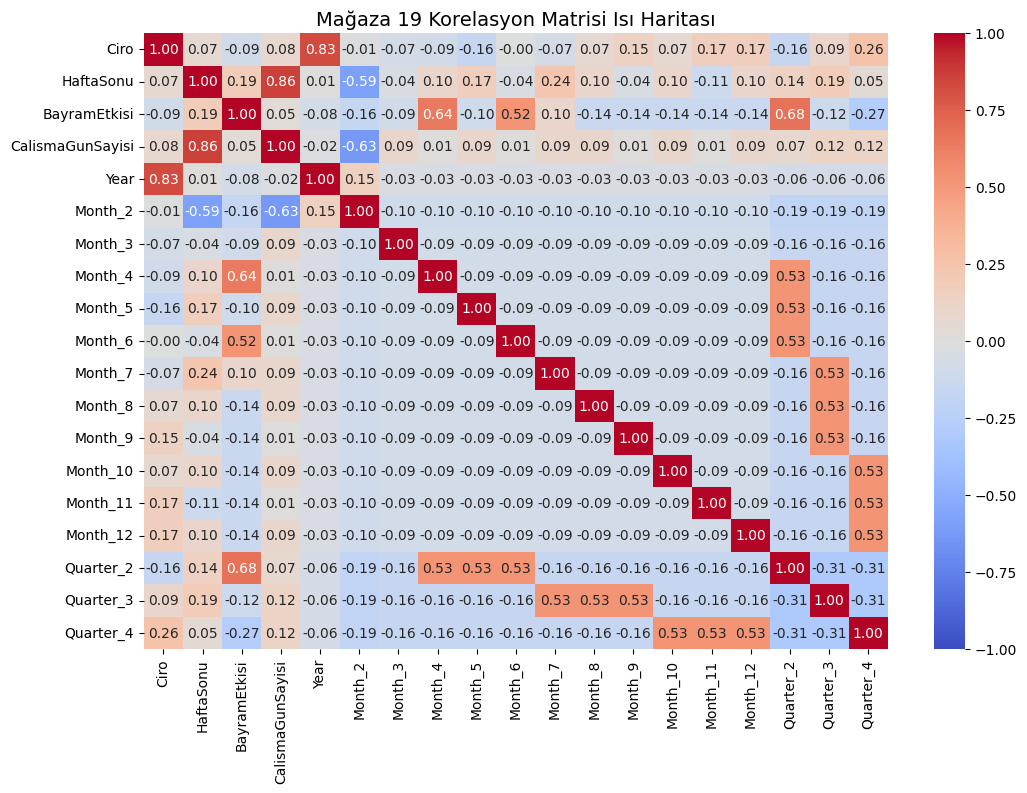 Mağaza 19 Korelasyon Matrisi Isı Haritası
Ciro 1.00 0.07 -0.09 0.08 0.83 -0.01 -0.07 -0.09 -0.16 -0.00 -0.07 0.07 0.15 0.07 0.17 0.17 -0.16 0.09 0.26
HaftaSonu 0.07 1.00 0.19 0.86 0.01 -0.59 -0.04 0.10 0.17 -0.04 0.24 0.10 -0.04 0.10 -0.11 0.10 0.14 0.19 0.05
BayramEtkisi -0.09 0.19 1.00 0.05 -0.08 -0.16 -0.09 0.64 -0.10 0.52 0.10 -0.14 -0.14 -0.14 -0.14 -0.14 0.68 -0.12 -0.27
CalismaGunSayisi 0.08 0.86 0.05 1.00 -0.02 -0.63 0.09 0.01 0.09 0.01 0.09 0.09 0.01 0.09 0.01 0.09 0.07 0.12 0.12
Year 0.83 0.01 -0.08 -0.02 1.00 0.15 -0.03 -0.03 -0.03 -0.03 -0.03 -0.03 -0.03 -0.03 -0.03 -0.03 -0.06 -0.06 -0.06
Month_2 -0.01 -0.59 -0.16 -0.63 0.15 1.00 -0.10 -0.10 -0.10 -0.10 -0.10 -0.10 -0.10 -0.10 -0.10 -0.10 -0.19 -0.19 -0.19
Month_3 -0.07 -0.04 -0.09 0.09 -0.03 -0.10 1.00 -0.09 -0.09 -0.09 -0.09 -0.09 -0.09 -0.09 -0.09 -0.09 -0.16 -0.16 -0.16
Month_4 -0.09 0.10 0.64 0.01 -0.03 -0.10 -0.09 1.00 -0.09 -0.09 -0.09 -0.09 -0.09 -0.09 -0.09 -0.09 0.53 -0.16 -0.16
Month_5 -0.16 0.17 -0.10 0.09 -0.03 -0.10 -0.09 -0.09 1.00 -0.09 -0.09 -0.09 -0.09 -0.09 -0.09 -0.09 0.53 -0.16 -0.16
Month_6 -0.00 -0.04 0.52 0.01 -0.03 -0.10 -0.09 -0.09 -0.09 1.00 -0.09 -0.09 -0.09 -0.09 -0.09 -0.09 0.53 -0.16 -0.16
Month_7 -0.07 0.24 0.10 0.09 -0.03 -0.10 -0.09 -0.09 -0.09 -0.09 1.00 -0.09 -0.09 -0.09 -0.09 -0.09 -0.16 0.53 -0.16
Month_8 0.07 0.10 -0.14 0.09 -0.03 -0.10 -0.09 -0.09 -0.09 -0.09 -0.09 1.00 -0.09 -0.09 -0.09 -0.09 -0.16 0.53 -0.16
Month_9 0.15 -0.04 -0.14 0.01 -0.03 -0.10 -0.09 -0.09 -0.09 -0.09 -0.09 -0.09 1.00 -0.09 -0.09 -0.09 -0.16 0.53 -0.16
Month_10 0.07 0.10 -0.14 0.09 -0.03 -0.10 -0.09 -0.09 -0.09 -0.09 -0.09 -0.09 -0.09 1.00 -0.09 -0.09 -0.16 -0.16 0.53
Month_11 0.17 -0.11 -0.14 0.01 -0.03 -0.10 -0.09 -0.09 -0.09 -0.09 -0.09 -0.09 -0.09 -0.09 1.00 -0.09 -0.16 -0.16 0.53
Month_12 0.17 0.10 -0.14 0.09 -0.03 -0.10 -0.09 -0.09 -0.09 -0.09 -0.09 -0.09 -0.09 -0.09 -0.09 1.00 -0.16 -0.16 0.53
Quarter_2 -0.16 0.14 0.68 0.07 -0.06 -0.19 -0.16 0.53 0.53 0.53 -0.16 -0.16 -0.16 -0.16 -0.16 -0.16 1.00 -0.31 -0.31
Quarter_3 0.09 0.19 -0.12 0.12 -0.06 -0.19 -0.16 -0.16 -0.16 -0.16 0.53 0.53 0.53 -0.16 -0.16 -0.16 -0.31 1.00 -0.31
Quarter_4 0.26 0.05 -0.27 0.12 -0.06 -0.19 -0.16 -0.16 -0.16 -0.16 -0.16 -0.16 -0.16 0.53 0.53 0.53 -0.31 -0.31 1.00
Ciro
HaftaSonu
BayramEtkisi
CalismaGunSayisi
Year
Month_2
Month_3
Month_4
Month_5
Month_6
Month_7
Month_8
Month_9
Month_10
Month_11
Month_12
Quarter_2
Quarter_3
Quarter_4
1.00
0.75
0.50
0.25
0.00
−0.25
−0.50
−0.75
−1.00